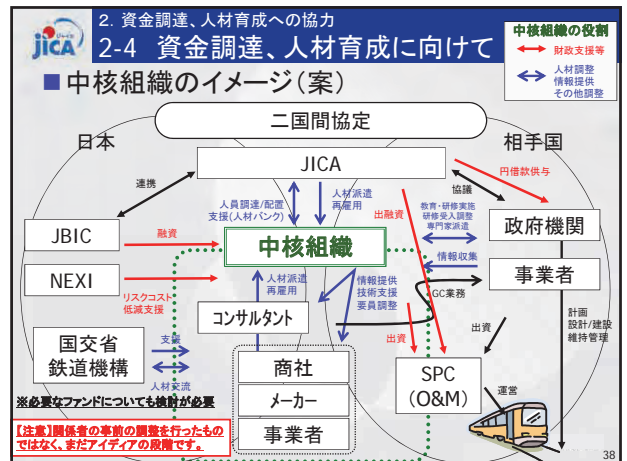 jica
2. 資金調達、人材育成への協力
2-4 資金調達、人材育成に向けて
中核組織の役割
財政支援等
人材調整
情報提供
その他調整
■中核組織のイメージ(案)
二国間協定
日本
相手国
JICA
連携
円借款供与
協議
人員調達/配置
支援(人材バンク)
人材派遣
再雇用
出融資
教育・研修実施
研修受入調整
専門家派遣
JBIC
融資
中核組織
政府機関
情報収集
NEXI
リスクコスト
低減支援
人材派遣
再雇用
情報提供
技術支援
要員調整
GC業務
事業者
コンサルタント
国交省
鉄道機構
支援
人材交流
出資
出資
計画
設計/建設
維持管理
商社
メーカー
事業者
SPC
(O&M)
運営
※必要なファンドについても検討が必要
【注意】関係者の事前の調整を行ったもの
ではなく、まだアイディアの段階です。
38